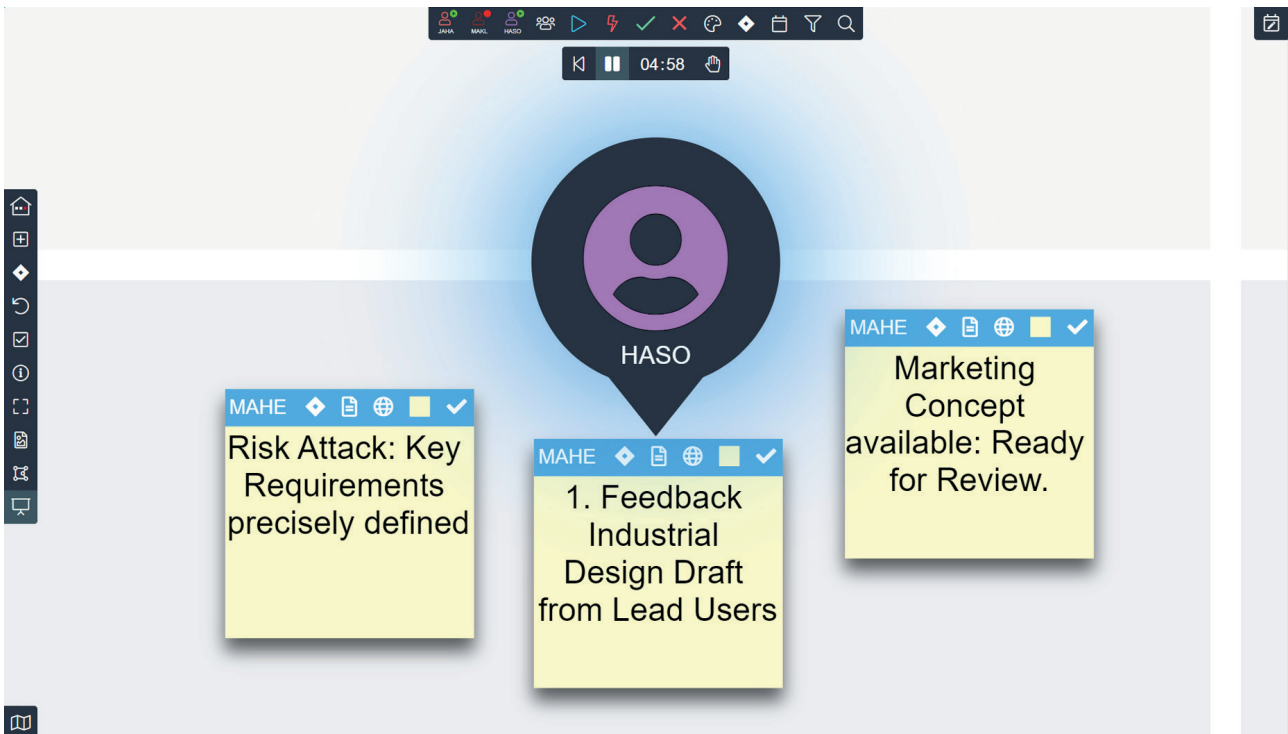 JAHA MAKL HASO
04:58
HASO
MAHE
Risk Attack: Key
Requirements
precisely defined
MAHE
1. Feedback
Industrial
Design Draft
from Lead Users
MAHE
Marketing
Concept
available: Ready
for Review.